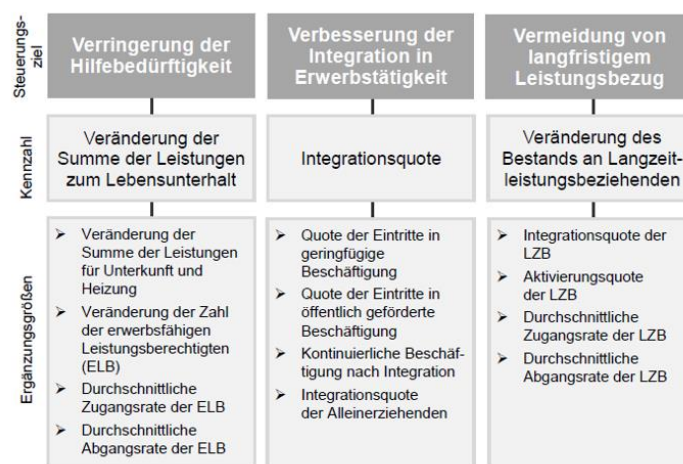 Steuerungs-
ziel
Verringerung der
Hilfebedürftigkeit
Verbesserung der
Integration in
Erwerbstätigkeit
Vermeidung von
langfristigem
Leistungsbezug
Kennzahl
Veränderung der
Summe der Leistungen
zum Lebensunterhalt
Integrationsquote
Veränderung des
Bestands an Langzeit-
leistungsbeziehenden
Ergänzungsgrößen
➤ Veränderung der
Summe der Leistungen
für Unterkunft und
Heizung
➤ Veränderung der Zahl
der erwerbsfähigen
Leistungsberechtigten
(ELB)
➤ Durchschnittliche
Zugangsrate der ELB
➤ Durchschnittliche
Abgangsrate der ELB
➤ Quote der Eintritte in
geringfügige
Beschäftigung
➤ Quote der Eintritte in
öffentlich geförderte
Beschäftigung
➤ Kontinuierliche Beschäf-
tigung nach Integration
➤ Integrationsquote
der Alleinerziehenden
➤ Integrationsquote der
LZB
➤ Aktivierungsquote
der LZB
➤ Durchschnittliche
Zugangsrate der LZB
➤ Durchschnittliche
Abgangsrate der LZB